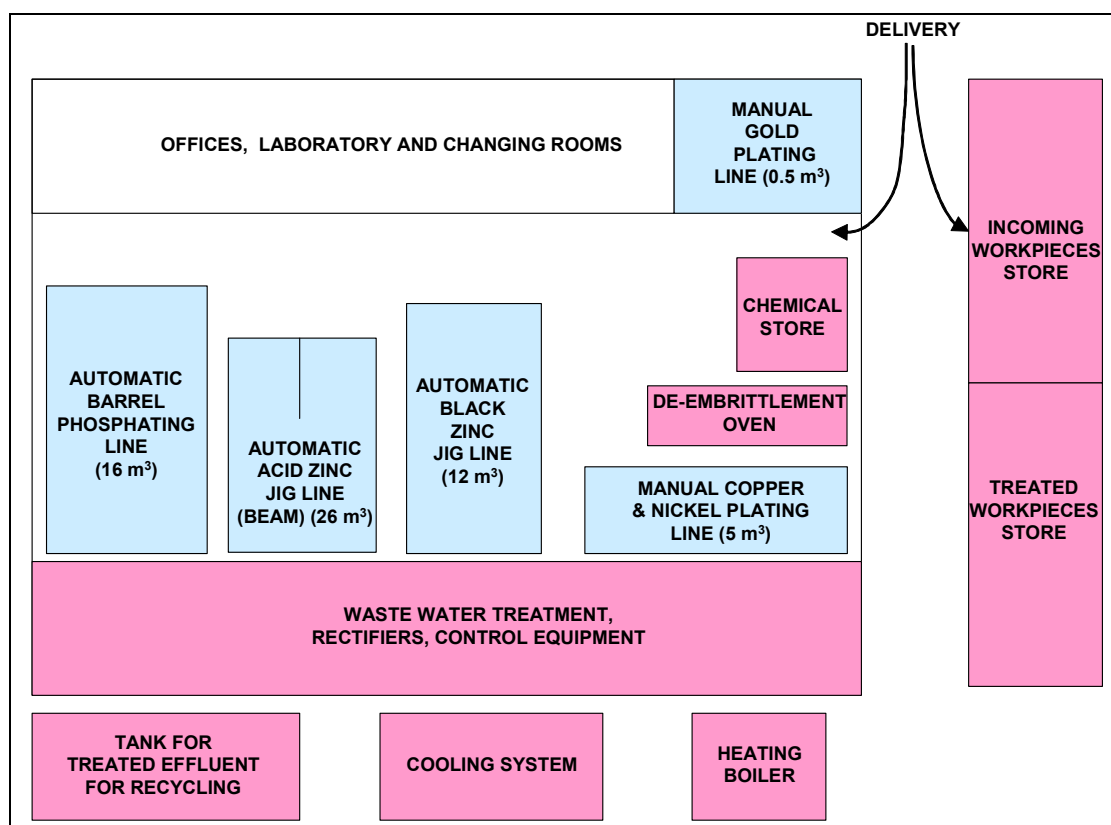 DELIVERY
OFFICES, LABORATORY AND CHANGING ROOMS
MANUAL
GOLD
PLATING
LINE (0.5 m³)
INCOMING
WORKPIECES
STORE
CHEMICAL
STORE
AUTOMATIC
BARREL
PHOSPHATING
LINE
(16 m³)
AUTOMATIC
ACID ZINC
JIG LINE
(BEAM) (26 m³)
AUTOMATIC
BLACK
ZINC
JIG LINE
(12 m³)
DE-EMBRITTLEMENT
OVEN
MANUAL COPPER
& NICKEL PLATING
LINE (5 m³)
TREATED
WORKPIECES
STORE
WASTE WATER TREATMENT,
RECTIFIERS, CONTROL EQUIPMENT
TANK FOR
TREATED EFFLUENT
FOR RECYCLING
COOLING SYSTEM
HEATING
BOILER